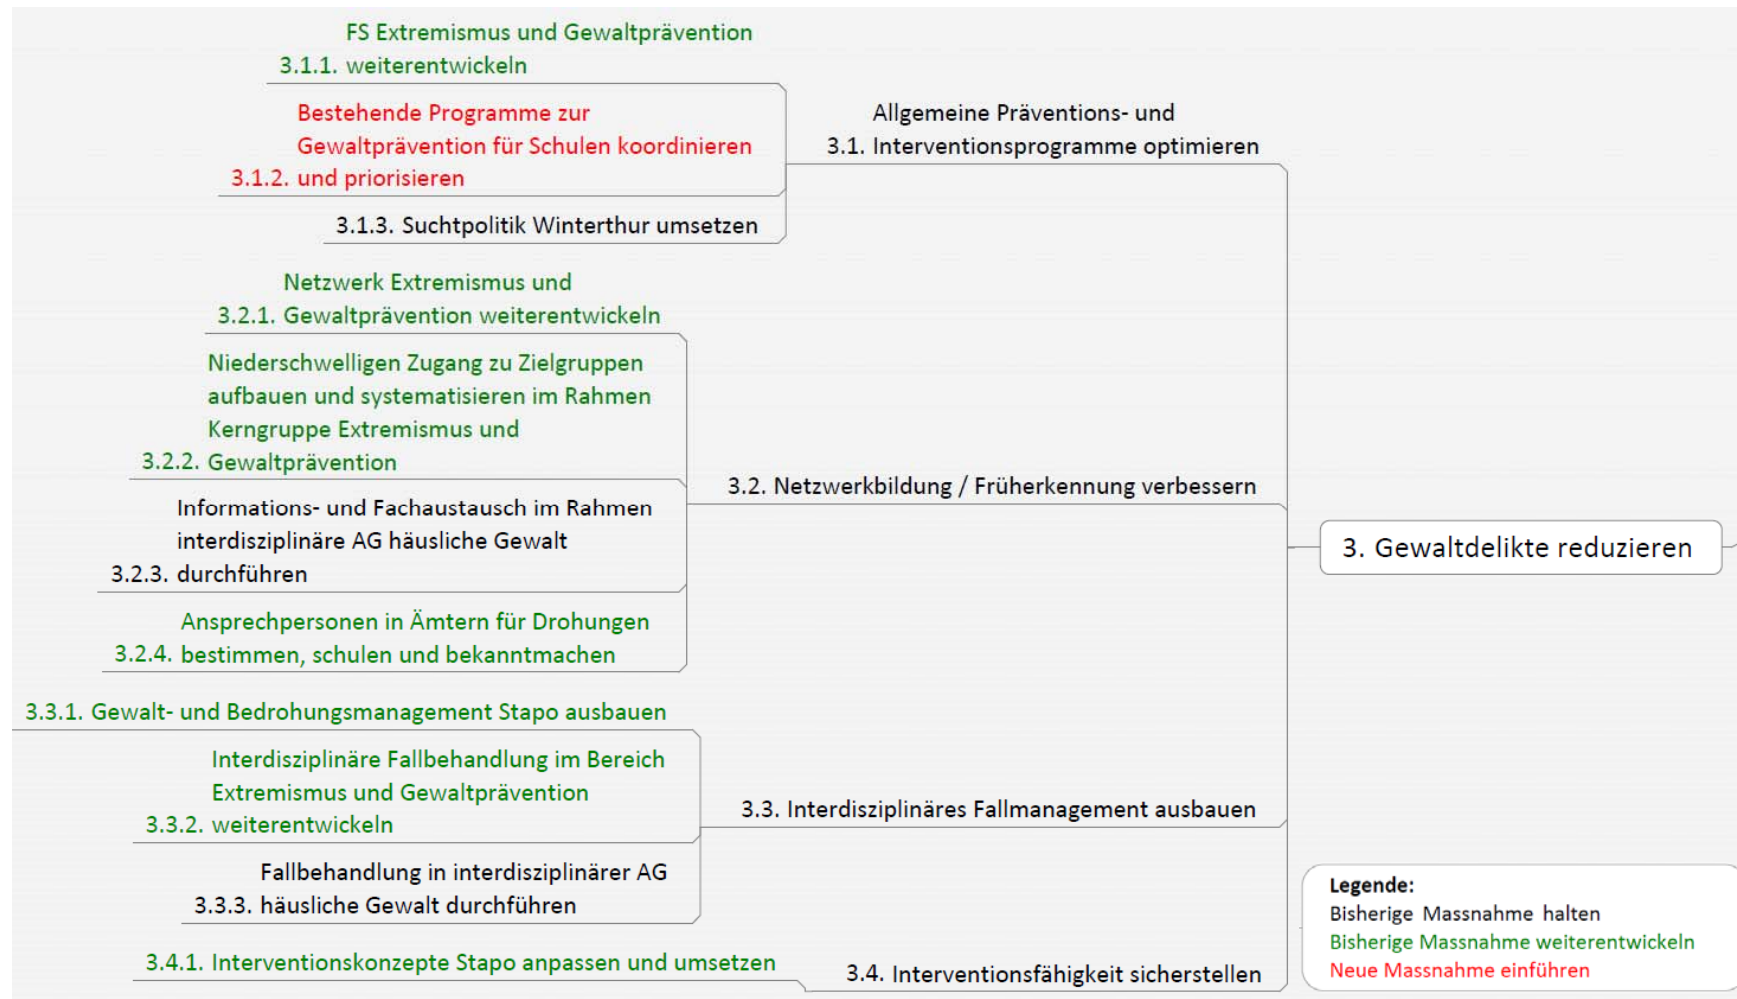 FS Extremismus und Gewaltprävention
3.1.1. weiterentwickeln
Bestehende Programme zur
Gewaltprävention für Schulen koordinieren
3.1.2. und priorisieren
3.1.3. Suchtpolitik Winterthur umsetzen
Allgemeine Präventions- und
3.1. Interventionsprogramme optimieren
Netzwerk Extremismus und
3.2.1. Gewaltprävention weiterentwickeln
Niederschwelligen Zugang zu Zielgruppen
aufbauen und systematisieren im Rahmen
Kerngruppe Extremismus und
3.2.2. Gewaltprävention
Informations- und Fachaustausch im Rahmen
interdisziplinäre AG häusliche Gewalt
3.2.3. durchführen
Ansprechpersonen in Ämtern für Drohungen
3.2.4. bestimmen, schulen und bekanntmachen
3.2. Netzwerkbildung / Früherkennung verbessern
3. Gewaltdelikte reduzieren
3.3.1. Gewalt- und Bedrohungsmanagement Stapo ausbauen
Interdisziplinäre Fallbehandlung im Bereich
Extremismus und Gewaltprävention
3.3.2. weiterentwickeln
Fallbehandlung in interdisziplinärer AG
3.3.3. häusliche Gewalt durchführen
3.3. Interdisziplinäres Fallmanagement ausbauen
3.4.1. Interventionskonzepte Stapo anpassen und umsetzen
3.4. Interventionsfähigkeit sicherstellen
Legende:
Bisherige Massnahme halten
Bisherige Massnahme weiterentwickeln
Neue Massnahme einführen